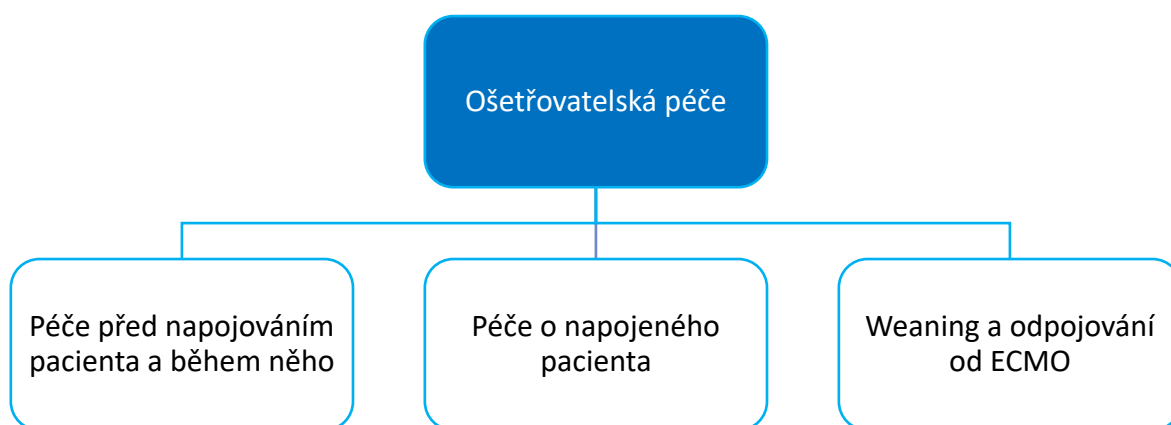 Ošetřovatelská péče
Péče před napojováním
pacienta a během něho
Péče o napojeného
pacienta
Weaning a odpojování
od ECMO